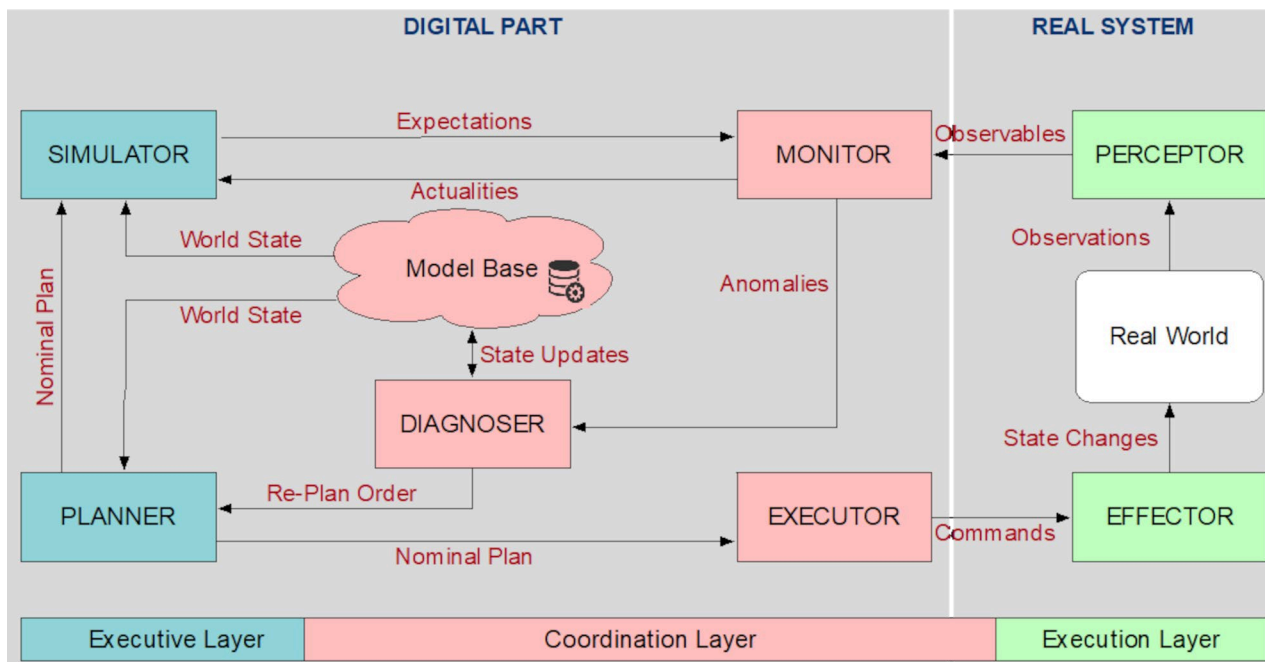 DIGITAL PART
REAL SYSTEM
SIMULATOR
Expectations
MONITOR
Observables
PERCEPTOR
Actualities
World State
Model Base
Observations
Anomalies
World State
Nominal Plan
State Updates
Real World
DIAGNOSER
State Changes
Re-Plan Order
PLANNER
EXECUTOR
Commands
EFFECTOR
Nominal Plan
Executive Layer
Coordination Layer
Execution Layer